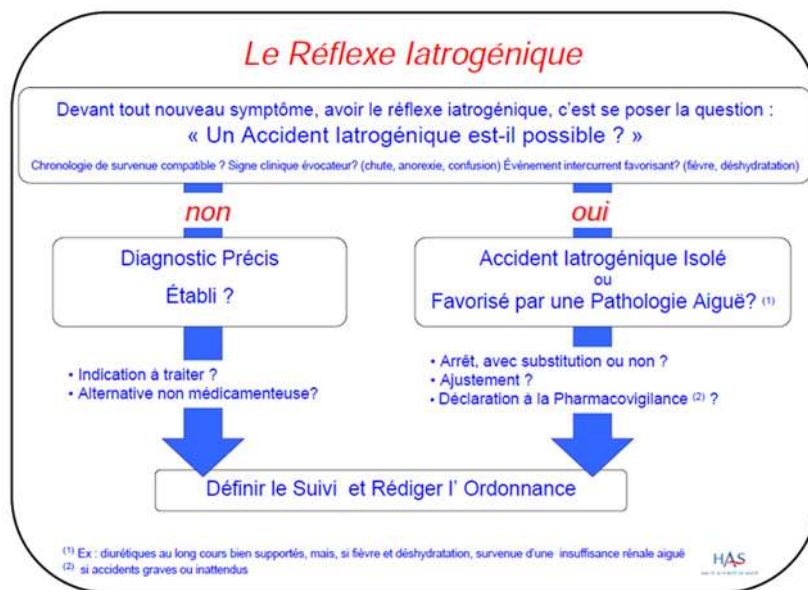 Le Réflexe Iatrogénique
Devant tout nouveau symptôme, avoir le réflexe iatrogénique, c'est se poser la question :
« Un Accident Iatrogénique est-il possible ? »
Chronologie de survenue compatible ? Signe clinique évocateur? (chute, anorexie, confusion) Événement intercurrent favorisant? (fièvre, déshydratation)
non
oui
Diagnostic Précis
Établi ?
Accident Iatrogénique Isolé
ou
Favorisé par une Pathologie Aiguë? (1)
• Indication à traiter ?
• Alternative non médicamenteuse?
• Arrêt, avec substitution ou non ?
• Ajustement ?
• Déclaration à la Pharmacovigilance (2) ?
Définir le Suivi et Rédiger l' Ordonnance
(1) Ex : diurétiques au long cours bien supportés, mais, si fièvre et déshydratation, survenue d'une insuffisance rénale aiguë
(2) si accidents graves ou inattendus
HAS